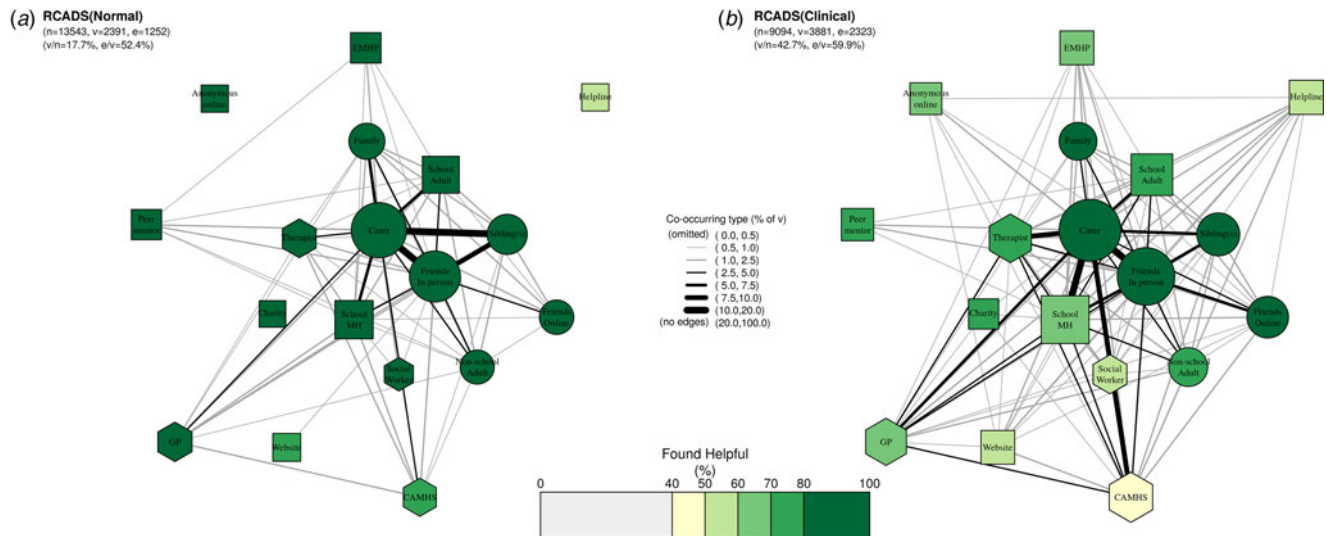 (a) RCADS(Normal)
(n=13543, v=2391, e=1252)
(v/n=17.7%, e/v=52.4%)
EMHP
Anonymous
online
Helpline
Family
School
Adult
Peer
mentor
Therapist
Carer
Sibling(s)
Friends
In person
Charity
School
MH
Friends
Online
Social
Worker
Non-school
Adult
GP
Website
CAMHS
Co-occurring type (% of v)
(omitted) ( 0.0, 0.5)
( 0.5, 1.0)
( 1.0, 2.5)
( 2.5, 5.0)
( 5.0, 7.5)
( 7.5,10.0)
(10.0,20.0)
(no edges) (20.0,100.0)
Found Helpful
(%)
0 40 50 60 70 80 100
(b) RCADS(Clinical)
(n=9094, v=3881, e=2323)
(v/n=42.7%, e/v=59.9%)
EMHP
Anonymous
online
Helpline
Family
School
Adult
Peer
mentor
Therapist
Carer
Sibling(s)
Friends
In person
Charity
School
MH
Friends
Online
Social
Worker
Non-school
Adult
GP
Website
CAMHS